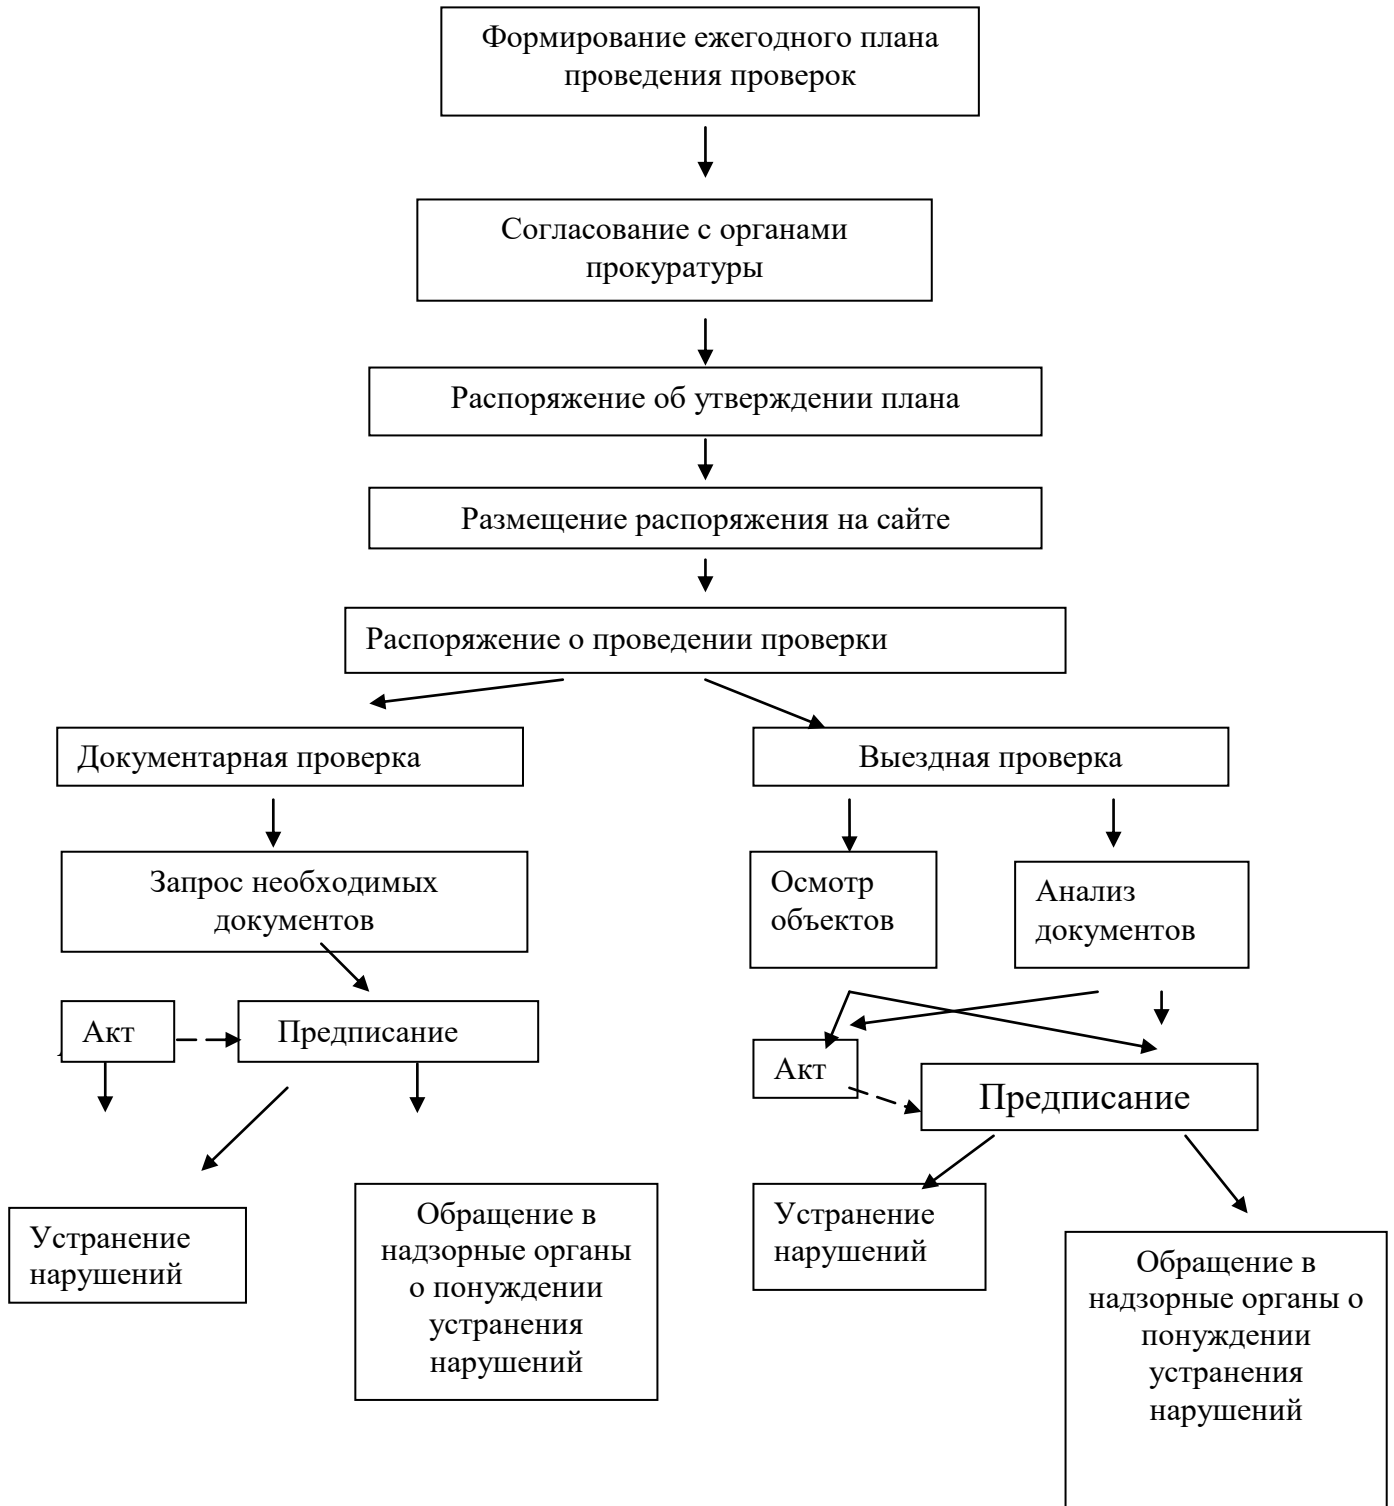 Формирование ежегодного плана
проведения проверок
Согласование с органами
прокуратуры
Распоряжение об утверждении плана
Размещение распоряжения на сайте
Распоряжение о проведении проверки
Документарная проверка
Выездная проверка
Запрос необходимых
документов
Осмотр
объектов
Анализ
документов
Акт
Предписание
Акт
Предписание
Устранение
нарушений
Обращение в
надзорные органы
о понуждении
устранения
нарушений
Устранение
нарушений
Обращение в
надзорные органы о
понуждении
устранения
нарушений